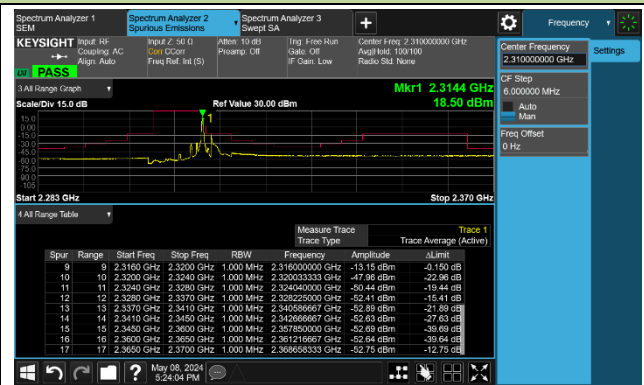 Spectrum Analyzer 1
SEM
Spectrum Analyzer 2
Spurious Emissions
Spectrum Analyzer 3
Swept SA
Frequency
KEYSIGHT
Input: RF
Coupling: AC
Align: Auto
Input Z: 50 Ω
Corr CCorr
Freq Ref: Int (S)
Atten: 10 dB
Preamp: Off
Trig: Free Run
Gate: Off
IF Gain: Low
Center Freq: 2.310000000 GHz
Avg|Hold: 100/100
Radio Std: None
LXI PASS
Center Frequency
2.310000000 GHz
Settings
CF Step
6.000000 MHz
Auto
Man
Freq Offset
0 Hz
3 All Range Graph
Mkr1 2.3144 GHz
Scale/Div 15.0 dB
Ref Value 30.00 dBm
18.50 dBm
1
15.0
0.00
-15.0
-30.0
-45.0
-60.0
-75.0
-90.0
-105
Start 2.283 GHz
Stop 2.370 GHz
4 All Range Table
Measure Trace Trace 1
Trace Type Trace Average (Active)
Spur Range Start Freq Stop Freq RBW Frequency Amplitude ΔLimit
9 9 2.3160 GHz 2.3200 GHz 1.000 MHz 2.316000000 GHz -13.15 dBm -0.150 dB
10 10 2.3200 GHz 2.3240 GHz 1.000 MHz 2.320033333 GHz -47.96 dBm -22.96 dB
11 11 2.3240 GHz 2.3280 GHz 1.000 MHz 2.324040000 GHz -50.44 dBm -19.44 dB
12 12 2.3280 GHz 2.3370 GHz 1.000 MHz 2.328225000 GHz -52.41 dBm -15.41 dB
13 13 2.3370 GHz 2.3410 GHz 1.000 MHz 2.340586667 GHz -52.89 dBm -21.89 dB
14 14 2.3410 GHz 2.3450 GHz 1.000 MHz 2.342666667 GHz -52.63 dBm -27.63 dB
15 15 2.3450 GHz 2.3600 GHz 1.000 MHz 2.357850000 GHz -52.69 dBm -39.69 dB
16 16 2.3600 GHz 2.3650 GHz 1.000 MHz 2.361216667 GHz -52.64 dBm -39.64 dB
17 17 2.3650 GHz 2.3700 GHz 1.000 MHz 2.368658333 GHz -52.75 dBm -12.75 dB
May 08, 2024
5:24:04 PM